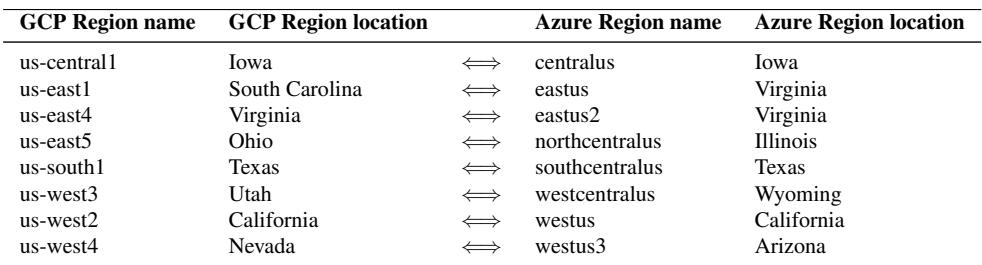 GCP Region name GCP Region location Azure Region name Azure Region location
us-central1 Iowa ⟺ centralus Iowa
us-east1 South Carolina ⟺ eastus Virginia
us-east4 Virginia ⟺ eastus2 Virginia
us-east5 Ohio ⟺ northcentralus Illinois
us-south1 Texas ⟺ southcentralus Texas
us-west3 Utah ⟺ westcentralus Wyoming
us-west2 California ⟺ westus California
us-west4 Nevada ⟺ westus3 Arizona